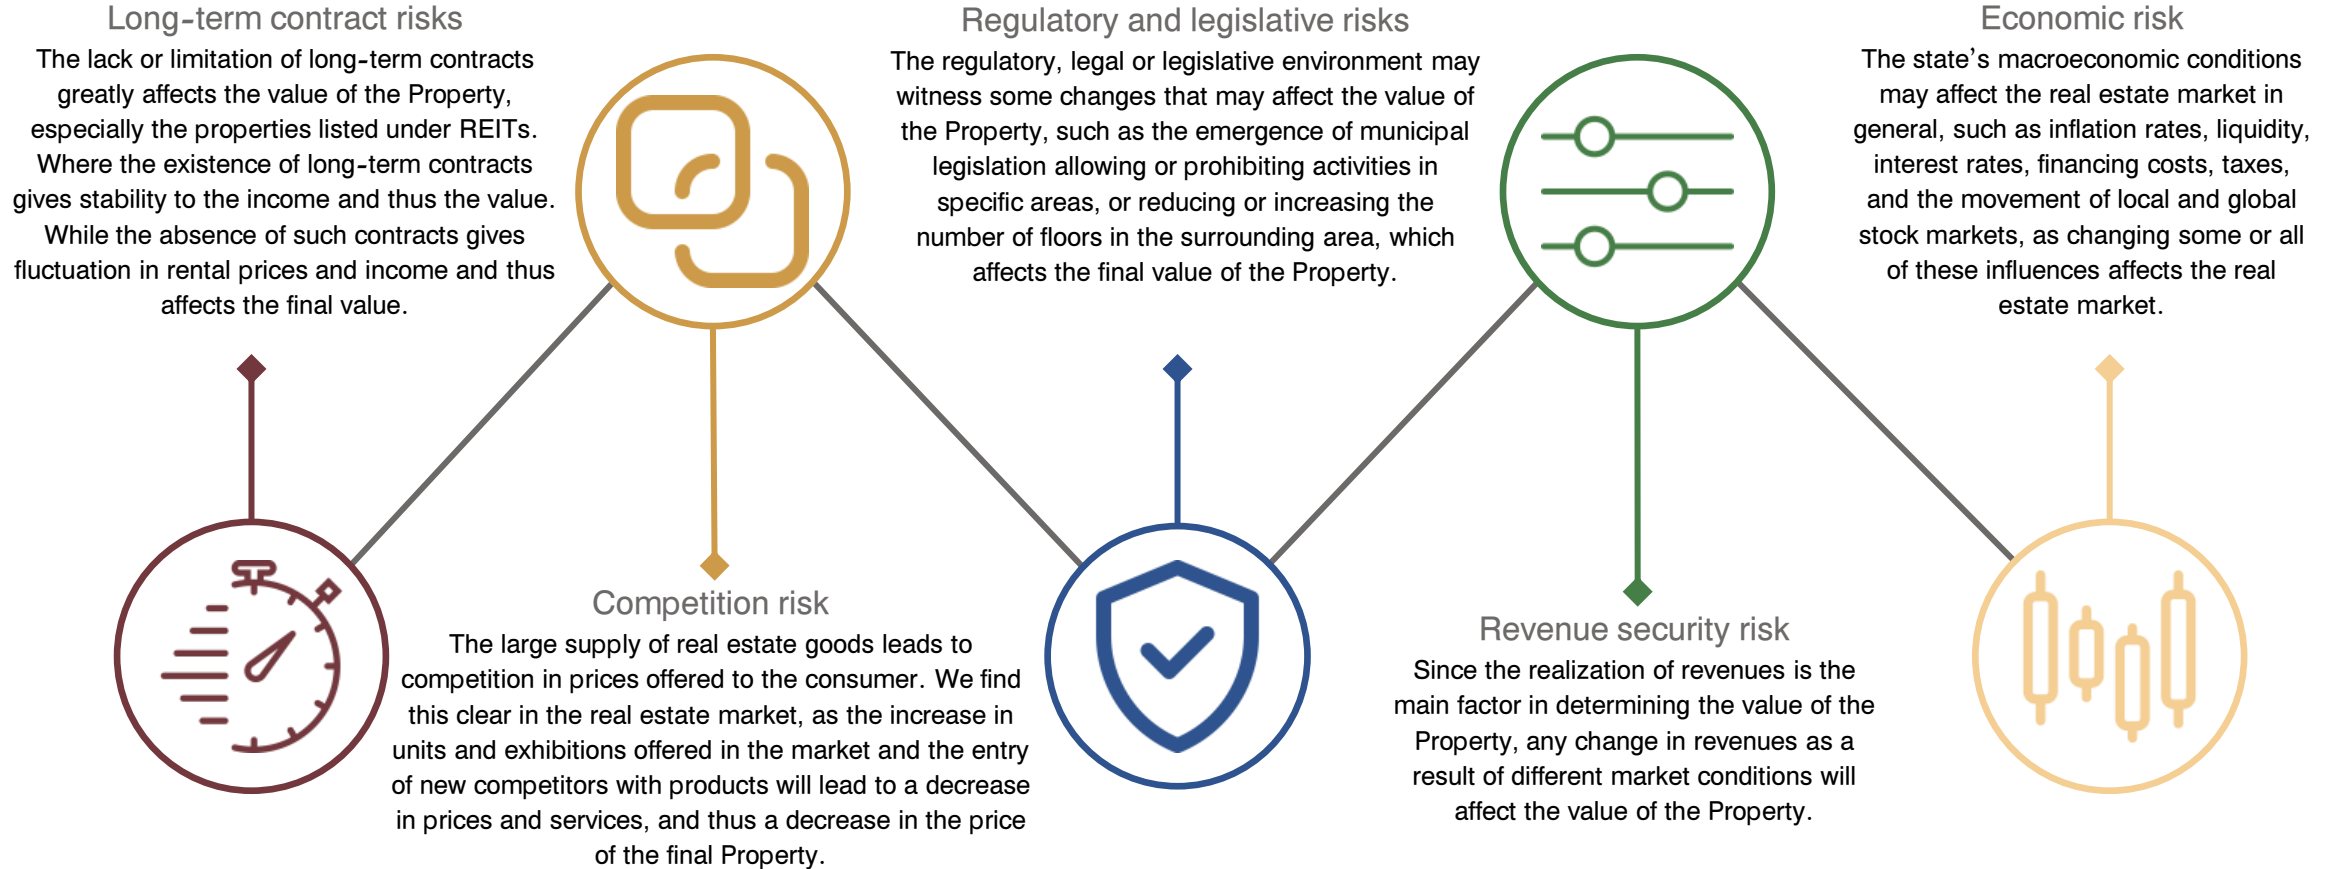 Long-term contract risks
The lack or limitation of long-term contracts
greatly affects the value of the Property,
especially the properties listed under REITs.
Where the existence of long-term contracts
gives stability to the income and thus the value.
While the absence of such contracts gives
fluctuation in rental prices and income and thus
affects the final value.
Competition risk
The large supply of real estate goods leads to
competition in prices offered to the consumer. We find
this clear in the real estate market, as the increase in
units and exhibitions offered in the market and the entry
of new competitors with products will lead to a decrease
in prices and services, and thus a decrease in the price
of the final Property.
Regulatory and legislative risks
The regulatory, legal or legislative environment may
witness some changes that may affect the value of
the Property, such as the emergence of municipal
legislation allowing or prohibiting activities in
specific areas, or reducing or increasing the
number of floors in the surrounding area, which
affects the final value of the Property.
Revenue security risk
Since the realization of revenues is the
main factor in determining the value of the
Property, any change in revenues as a
result of different market conditions will
affect the value of the Property.
Economic risk
The state’s macroeconomic conditions
may affect the real estate market in
general, such as inflation rates, liquidity,
interest rates, financing costs, taxes,
and the movement of local and global
stock markets, as changing some or all
of these influences affects the real
estate market.